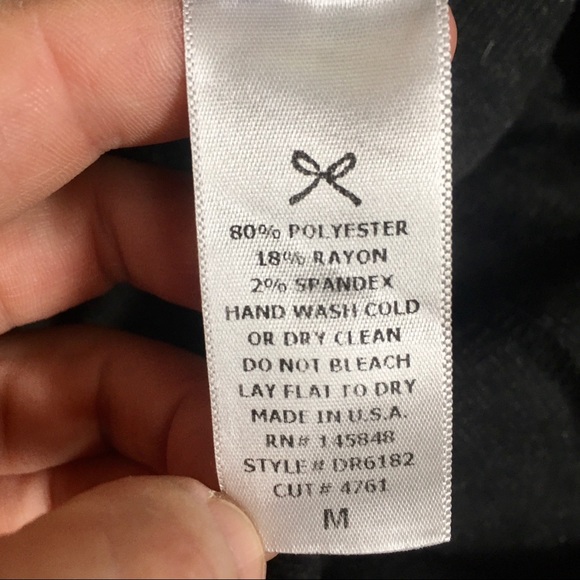 80% POLYESTER
18% RAYON
2% SPANDEX
HAND WASH COLD
OR DRY CLEAN
DO NOT BLEACH
LAY FLAT TO DRY
MADE IN U.S.A.
RN# 145848
STYLE# DR6182
CUT# 4761
M